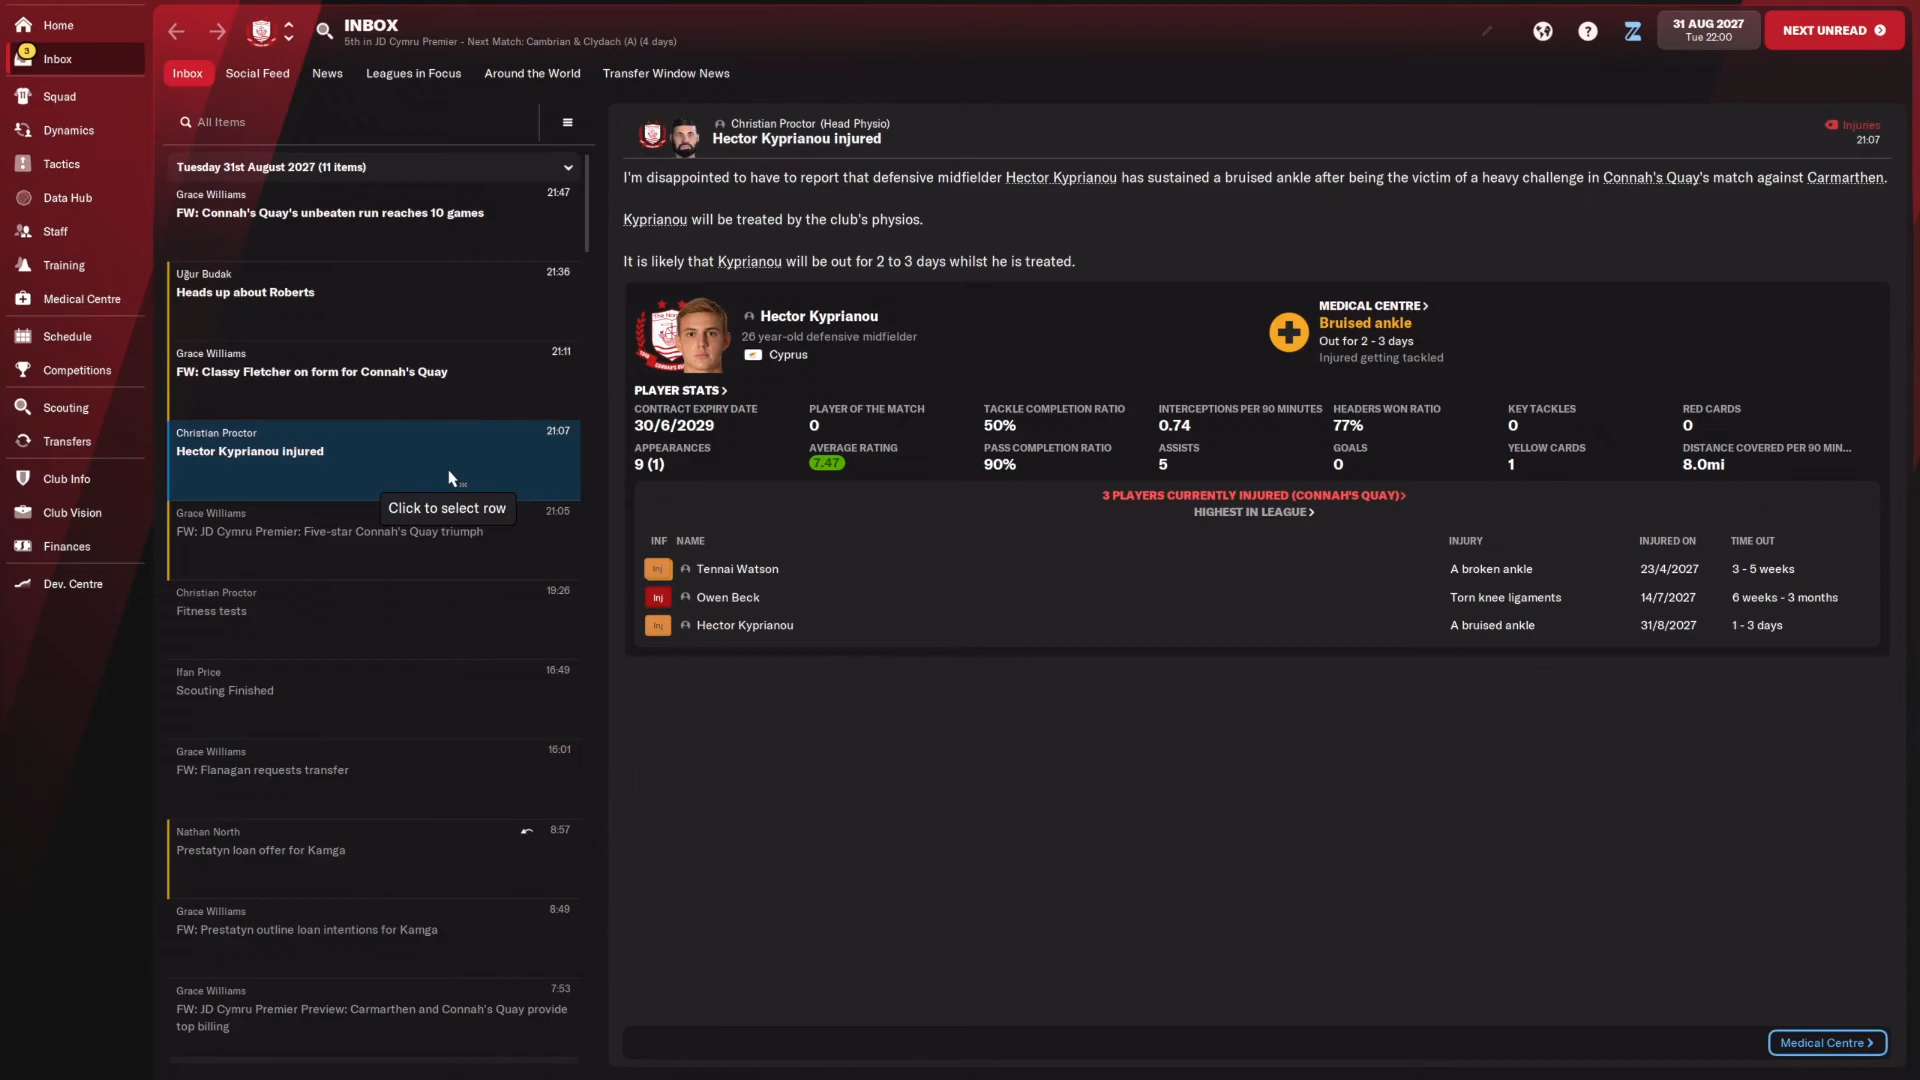 Home
3
Inbox
Squad
Dynamics
Tactics
Data Hub
Staff
Training
Medical Centre
Schedule
Competitions
Scouting
Transfers
Club Info
Club Vision
Finances
Dev. Centre
INBOX
5th in JD Cymru Premier - Next Match: Cambrian & Clydach (A) (4 days)
31 AUG 2027
Tue 22:00
NEXT UNREAD
Inbox Social Feed News Leagues in Focus Around the World Transfer Window News
All Items
Tuesday 31st August 2027 (11 items)
Grace Williams 21:47
FW: Connah's Quay's unbeaten run reaches 10 games
Uğur Budak 21:36
Heads up about Roberts
Grace Williams 21:11
FW: Classy Fletcher on form for Connah's Quay
Christian Proctor 21:07
Hector Kyprianou injured
Click to select row
Grace Williams 21:05
FW: JD Cymru Premier: Five-star Connah's Quay triumph
Christian Proctor 19:26
Fitness tests
Ifan Price 16:49
Scouting Finished
Grace Williams 16:01
FW: Flanagan requests transfer
Nathan North 8:57
Prestatyn loan offer for Kamga
Grace Williams 8:49
FW: Prestatyn outline loan intentions for Kamga
Grace Williams 7:53
FW: JD Cymru Premier Preview: Carmarthen and Connah's Quay provide
top billing
Christian Proctor (Head Physio)
Hector Kyprianou injured
Injuries
21:07
I'm disappointed to have to report that defensive midfielder Hector Kyprianou has sustained a bruised ankle after being the victim of a heavy challenge in Connah's Quay's match against Carmarthen.
Kyprianou will be treated by the club's physios.
It is likely that Kyprianou will be out for 2 to 3 days whilst he is treated.
Hector Kyprianou
26 year-old defensive midfielder
Cyprus
MEDICAL CENTRE >
Bruised ankle
Out for 2 - 3 days
Injured getting tackled
PLAYER STATS >
CONTRACT EXPIRY DATE PLAYER OF THE MATCH TACKLE COMPLETION RATIO INTERCEPTIONS PER 90 MINUTES HEADERS WON RATIO KEY TACKLES RED CARDS
30/6/2029 0 50% 0.74 77% 0 0
APPEARANCES AVERAGE RATING PASS COMPLETION RATIO ASSISTS GOALS YELLOW CARDS DISTANCE COVERED PER 90 MIN...
9 (1) 7.47 90% 5 0 1 8.0mi
3 PLAYERS CURRENTLY INJURED (CONNAH'S QUAY) >
HIGHEST IN LEAGUE >
INF NAME INJURY INJURED ON TIME OUT
Inj Tennai Watson A broken ankle 23/4/2027 3 - 5 weeks
Inj Owen Beck Torn knee ligaments 14/7/2027 6 weeks - 3 months
Inj Hector Kyprianou A bruised ankle 31/8/2027 1 - 3 days
Medical Centre >